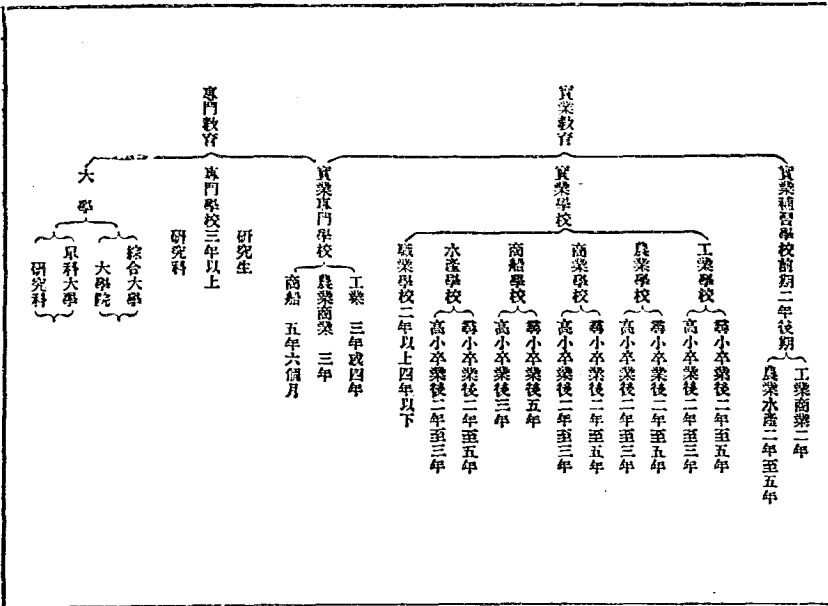 實業教育
實業補習學校前期二年後期
工業商業二年
農業水產二年至五年
實業學校
工業學校
尋小卒業後二年至五年
高小卒業後二年至三年
農業學校
尋小卒業後二年至五年
高小卒業後二年至三年
商業學校
尋小卒業後二年至五年
高小卒業後二年至三年
商船學校
尋小卒業後五年
高小卒業後三年
水產學校
尋小卒業後二年至五年
高小卒業後二年至三年
職業學校二年以上四年以下
實業專門學校
工業 三年或四年
農業商業 三年
商船 五年六個月
專門教育
專門學校三年以上
研究生
研究科
大學
綜合大學
大學院
單科大學
研究科